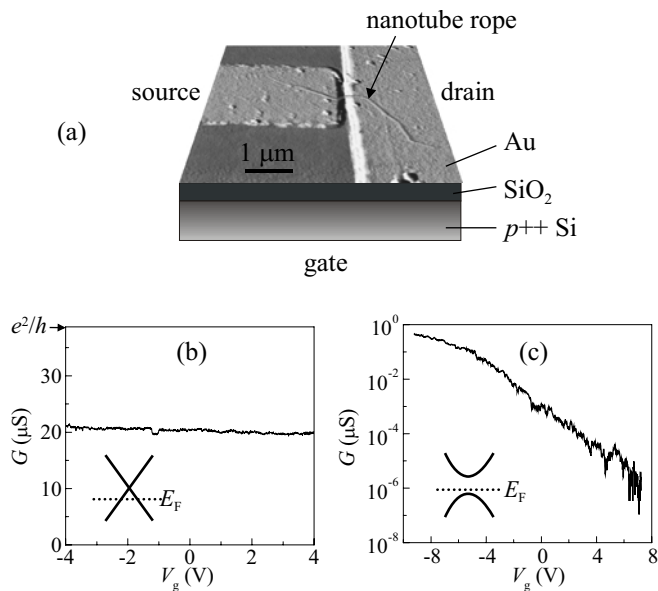 nanotube rope
source
drain
(a)
1 μm
Au
SiO2
p++ Si
gate
e2/h
(b)
30
20
10
0
G (μS)
EF
-4
-2
0
2
4
Vg (V)
(c)
10^0
10^-2
10^-4
10^-6
10^-8
G (μS)
EF
-8
-4
0
4
8
Vg (V)